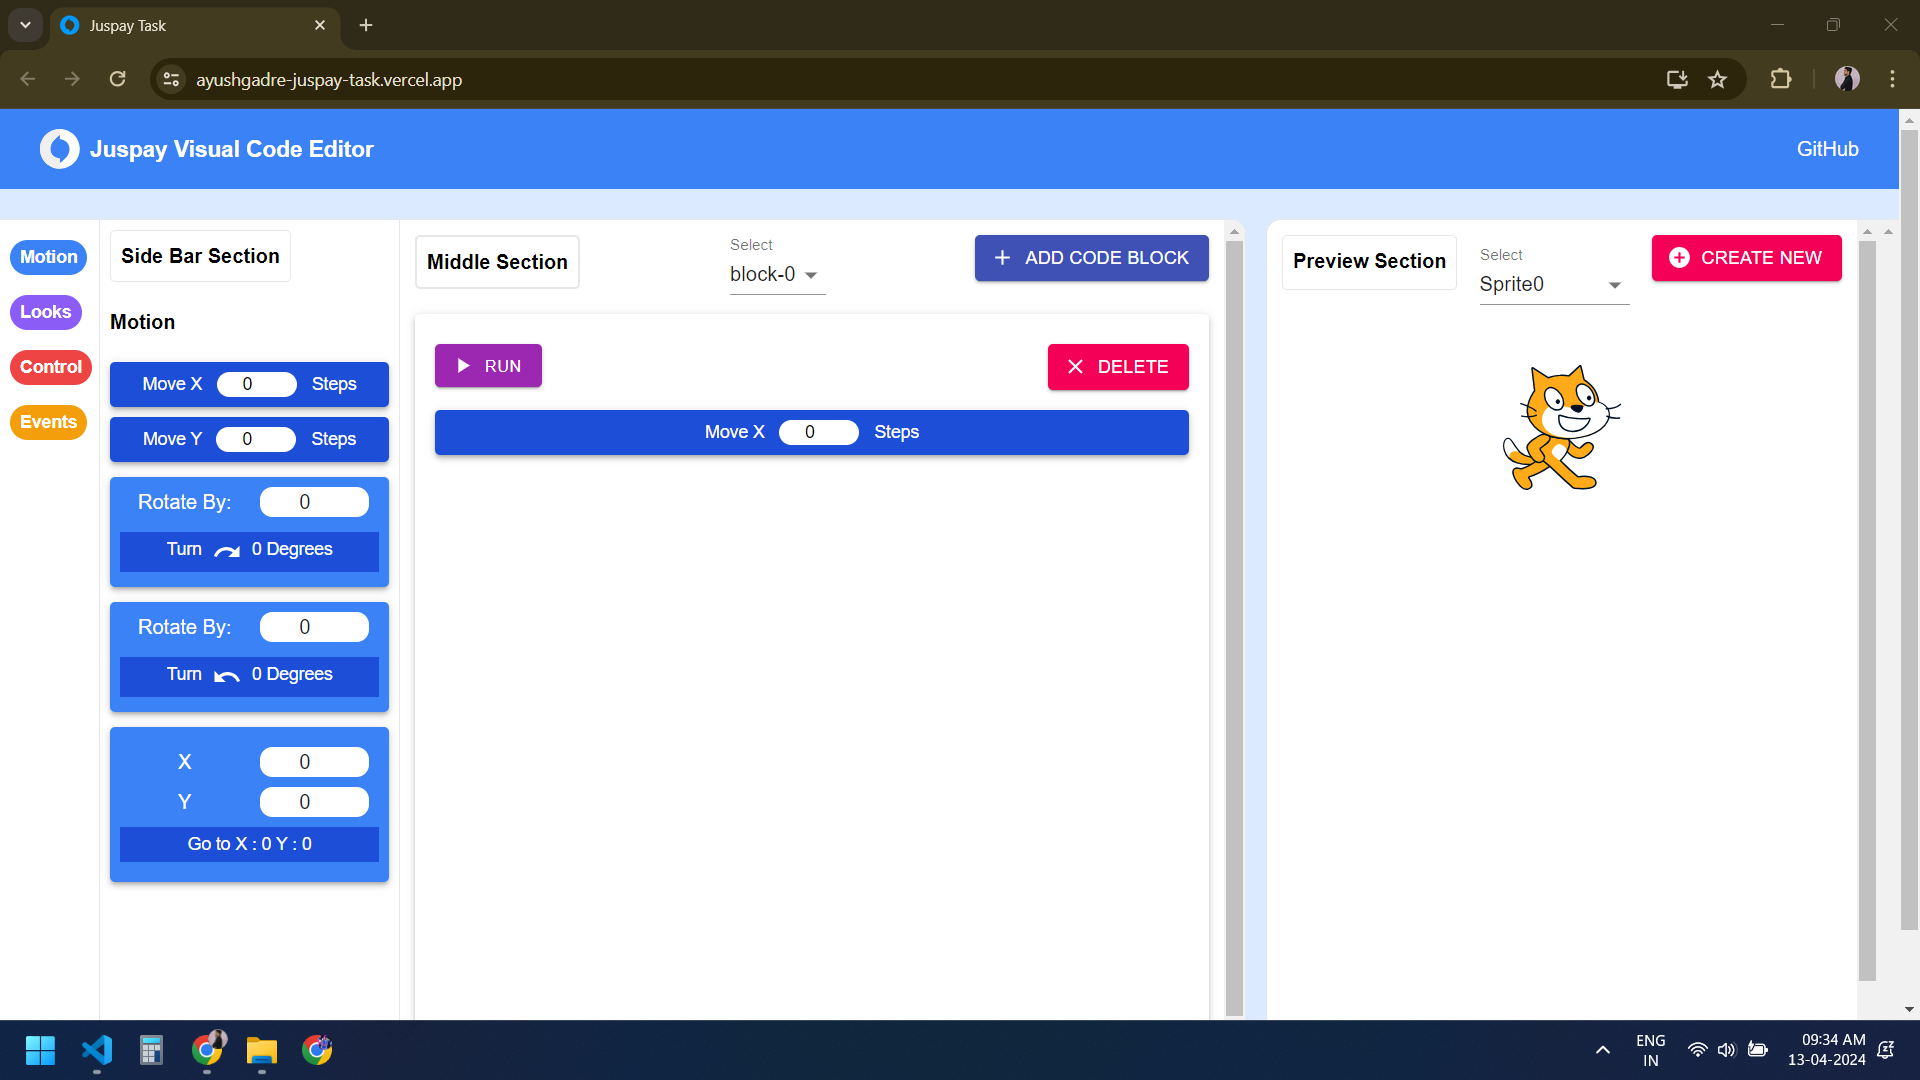 Juspay Task
ayushgadre-juspay-task.vercel.app
Juspay Visual Code Editor
GitHub
Motion
Looks
Control
Events
Side Bar Section
Motion
Move X 0 Steps
Move Y 0 Steps
Rotate By: 0
Turn 0 Degrees
Rotate By: 0
Turn 0 Degrees
X 0
Y 0
Go to X : 0 Y : 0
Middle Section
Select
block-0
ADD CODE BLOCK
RUN
DELETE
Move X 0 Steps
Preview Section
Select
Sprite0
CREATE NEW
ENG
IN
09:34 AM
13-04-2024